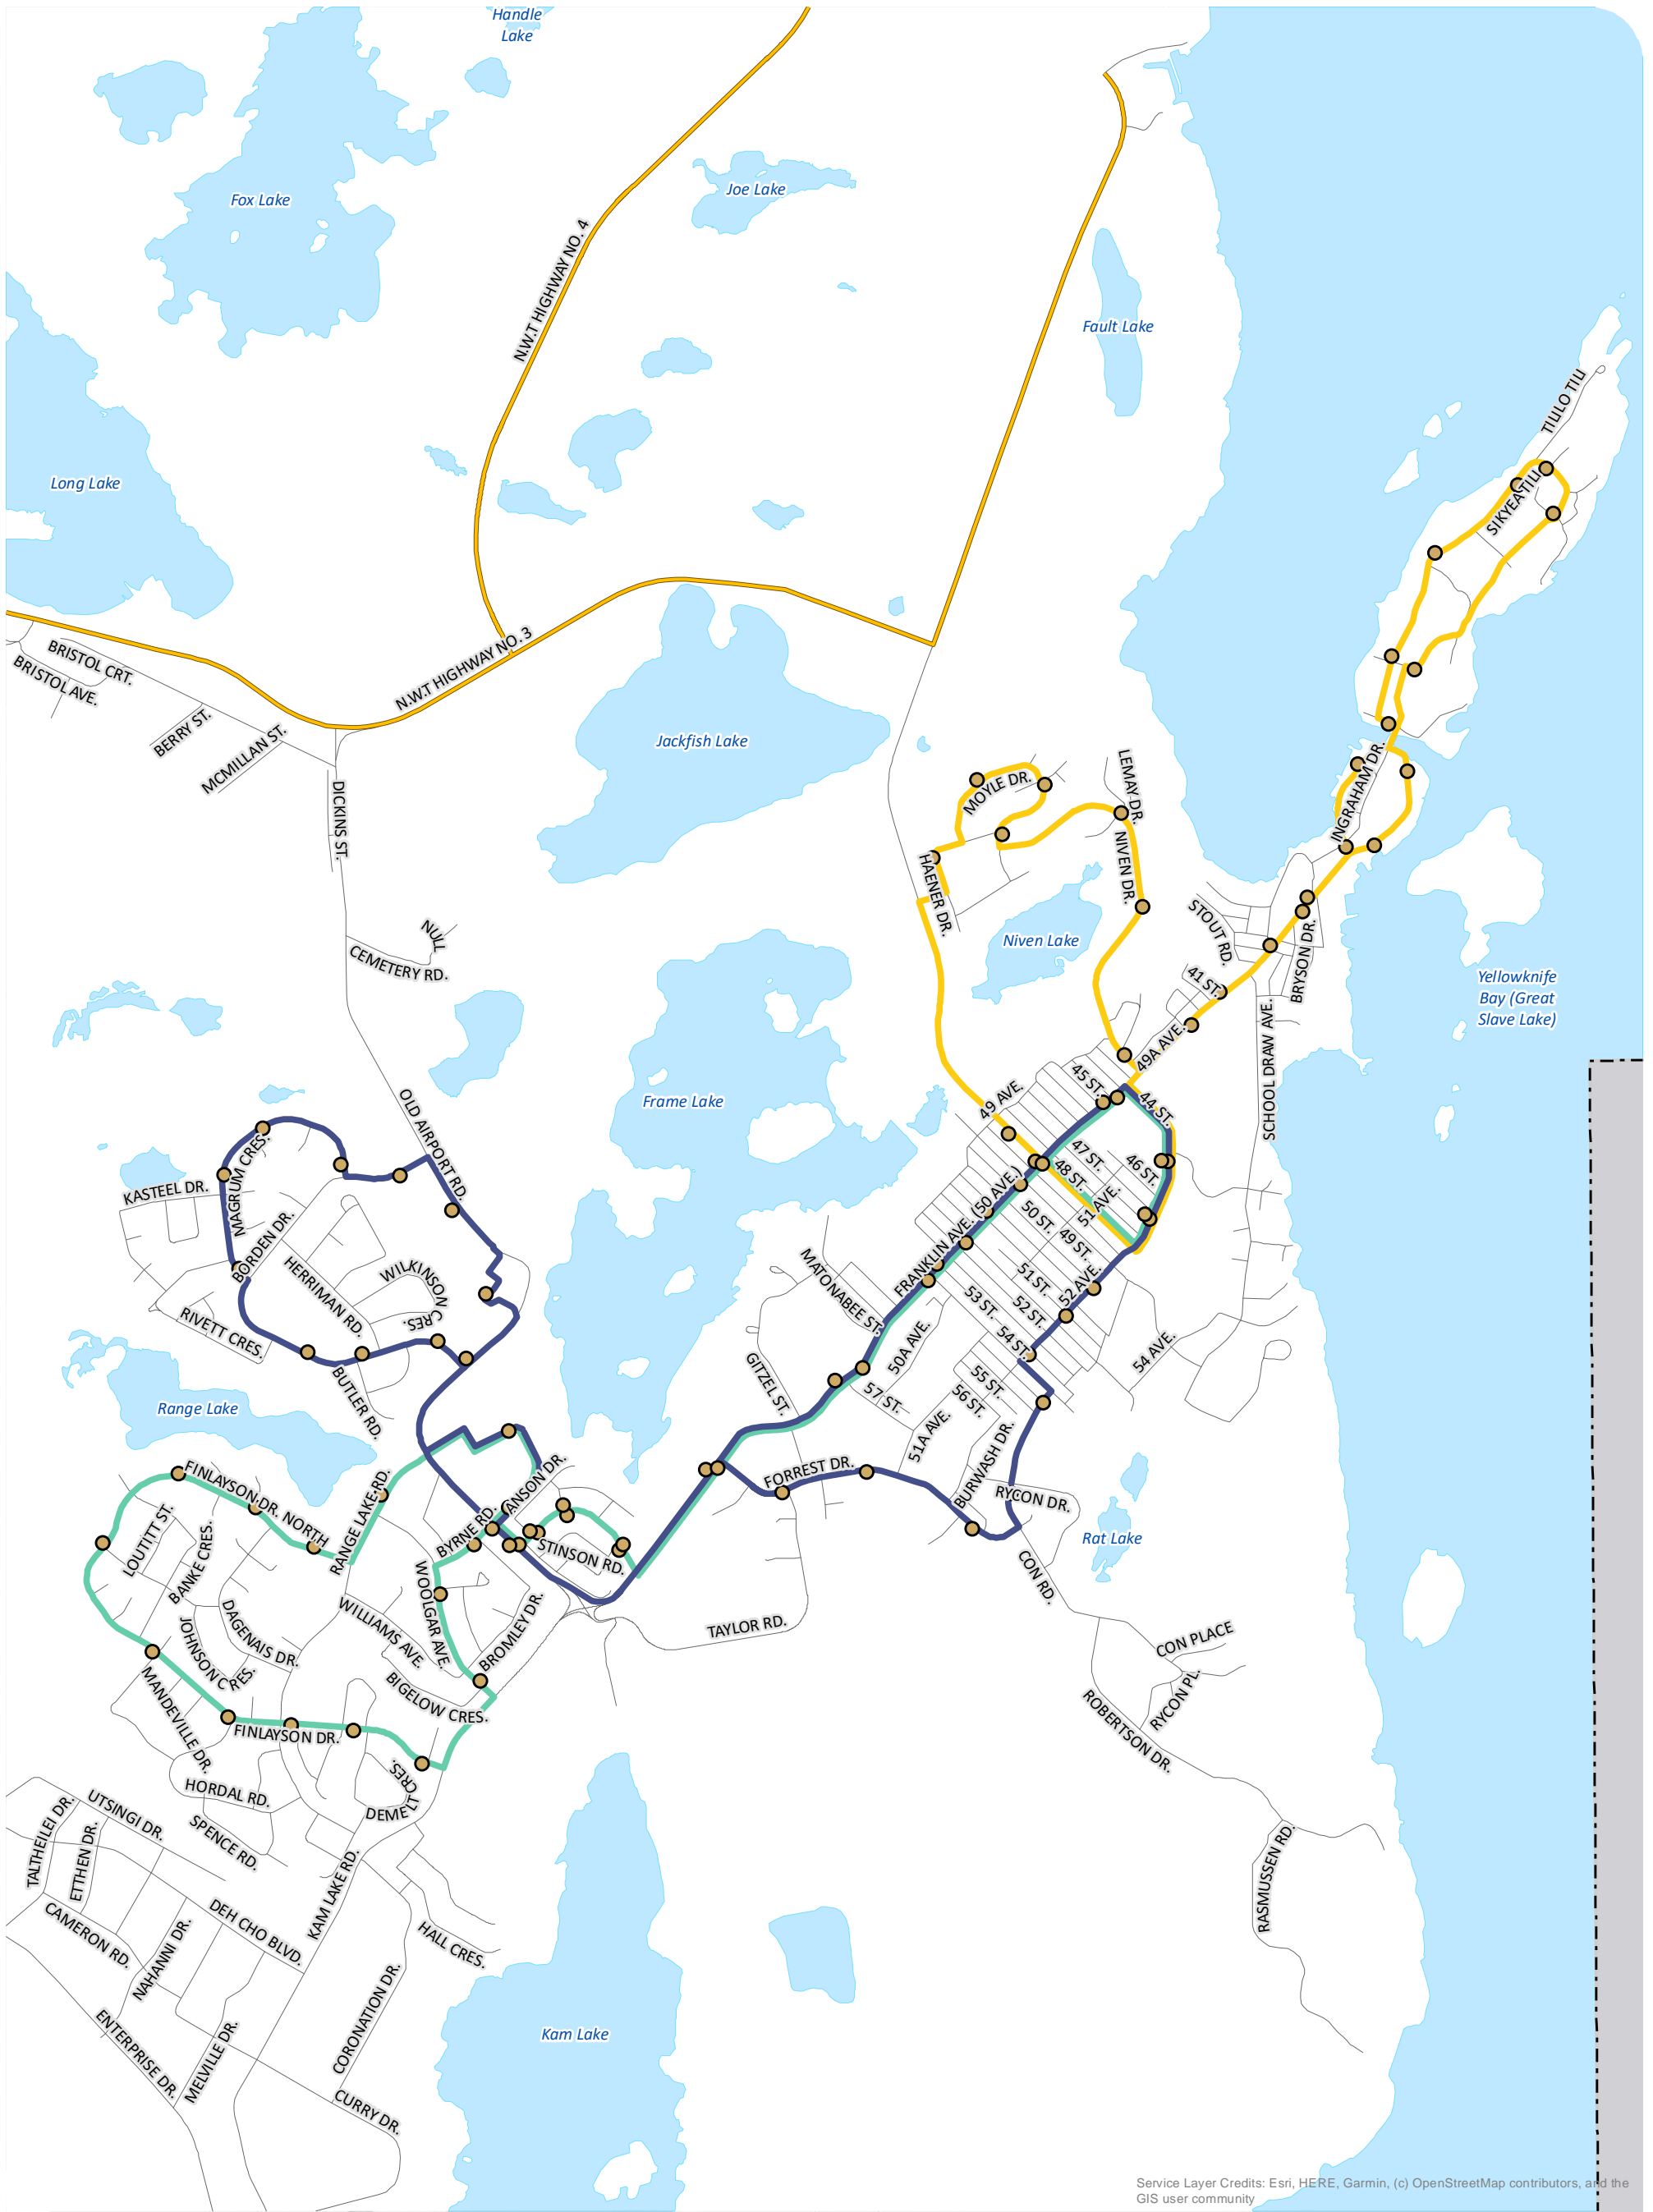 Handle
Lake
Fox Lake
Joe Lake
N.W.T HIGHWAY NO. 4
Fault Lake
TILILO TILI
Long Lake
SIKYEA TILI
N.W.T HIGHWAY NO. 3
BRISTOL CRT.
BRISTOL AVE.
BERRY ST.
MCMILLAN ST.
Jackfish Lake
DICKINS ST.
MOYLE DR.
LEMAY DR.
INGRAHAM DR.
NIVEN DR.
HAENER DR.
NULL
CEMETERY RD.
Niven Lake
STOUT RD.
BRYSON DR.
41 ST.
Yellowknife
Bay (Great
Slave Lake)
SCHOOL DRAW AVE.
49A AVE.
45 ST.
49 AVE.
44 ST.
Frame Lake
OLD AIRPORT RD.
KASTEEL DR.
MAGRUM CRES.
BORDEN DR.
HERRIMAN RD.
WILKINSON CRES.
RIVETT CRES.
BUTLER RD.
47 ST.
46 ST.
48 ST.
51 AVE.
50 ST.
49 ST.
FRANKLIN AVE. (50 AVE.)
MATONABEE ST.
51 ST.
52 AVE.
53 ST.
52 ST.
54 ST.
50A AVE.
54 AVE.
GITZEL ST.
55 ST.
57 ST.
56 ST.
51A AVE.
Range Lake
FORREST DR.
BURWASH DR.
RYCON DR.
Rat Lake
CON RD.
FINLAYSON DR. NORTH
RANGE LAKE RD.
ANSON DR.
BYRNE RD.
STINSON RD.
LOUTITT ST.
BANKE CRES.
WOOLGAR AVE.
WILLIAMS AVE.
BROMLEY DR.
DAGENAIS DR.
JOHNSON CRES.
TAYLOR RD.
CON PLACE
RYCON PL.
ROBERTSON DR.
BIGELOW CRES.
MANDEVILLE DR.
FINLAYSON DR.
DEMELT CRES.
HORDAL RD.
SPENCE RD.
UTSINGI DR.
TALTHEILEI DR.
ETTHEN DR.
KAM LAKE RD.
RASMUSSEN RD.
CAMERON RD.
NAHANNI DR.
DEH CHO BLVD.
HALL CRES.
CORONATION DR.
ENTERPRISE DR.
MELVILLE DR.
Kam Lake
CURRY DR.
Service Layer Credits: Esri, HERE, Garmin, (c) OpenStreetMap contributors, and the
GIS user community